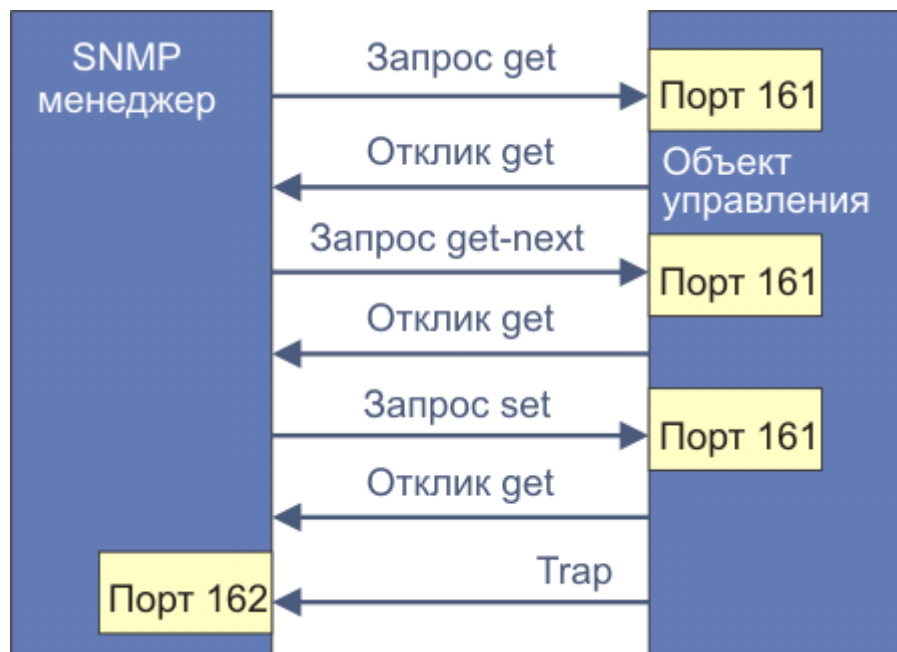 SNMP
менеджер
Запрос get
Порт 161
Отклик get
Объект
управления
Запрос get-next
Порт 161
Отклик get
Запрос set
Порт 161
Отклик get
Trap
Порт 162